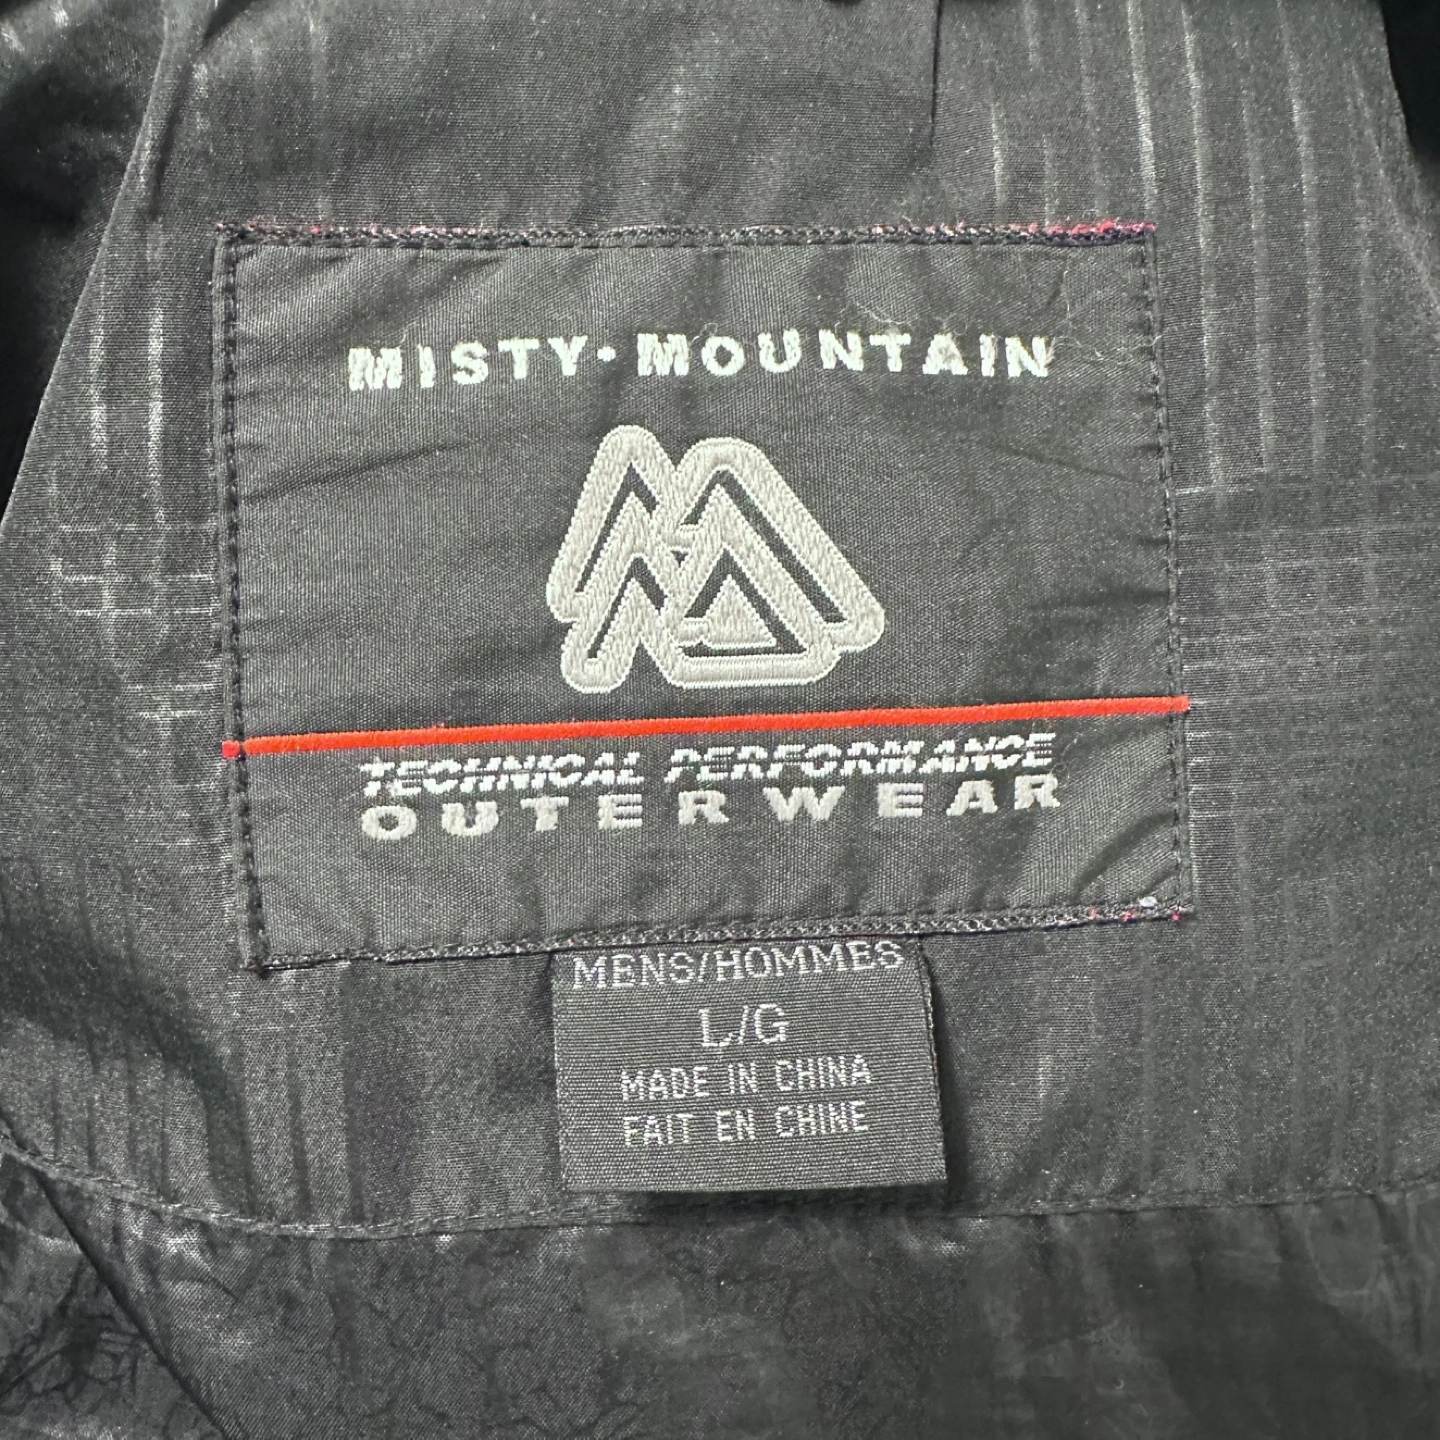 MISTY·MOUNTAIN
TECHNICAL PERFORMANCE
OUTERWEAR
MENS/HOMMES
L/G
MADE IN CHINA
FAIT EN CHINE